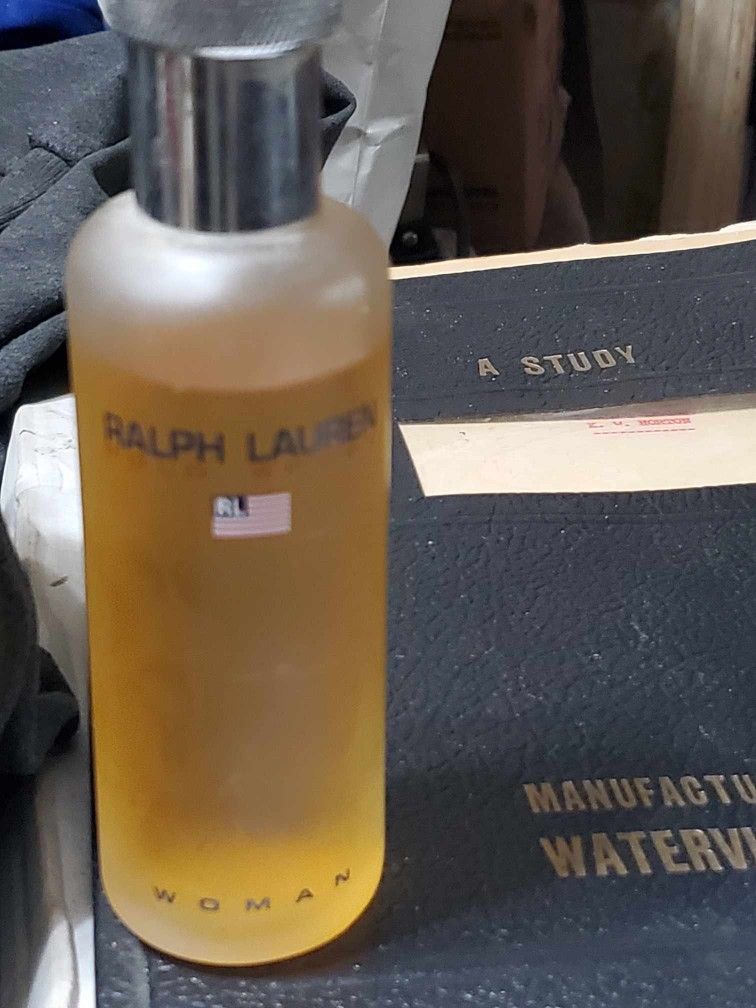 RALPH LAUREN
RL
WOMAN
A STUDY
MANUFACTU
WATERV